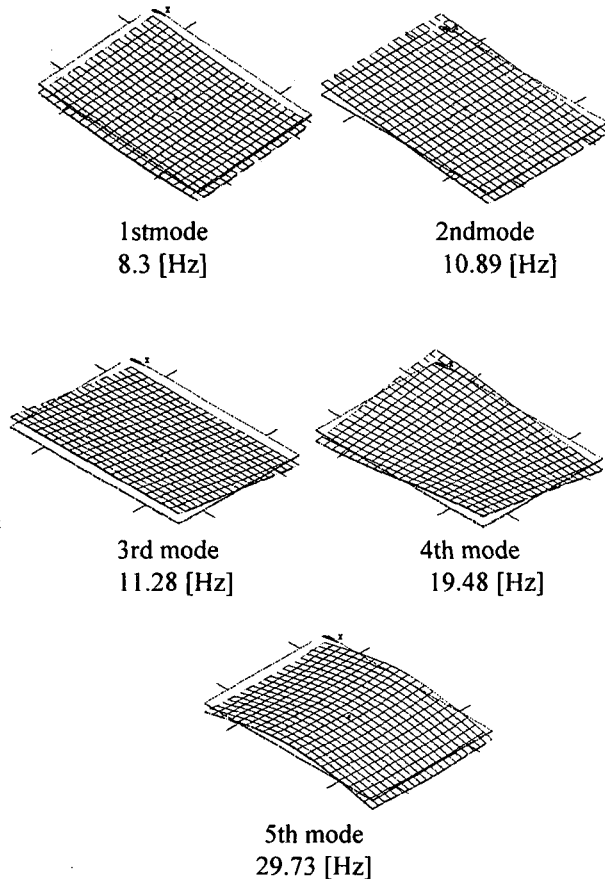 1stmode
8.3 [Hz]
2ndmode
10.89 [Hz]
3rd mode
11.28 [Hz]
4th mode
19.48 [Hz]
5th mode
29.73 [Hz]